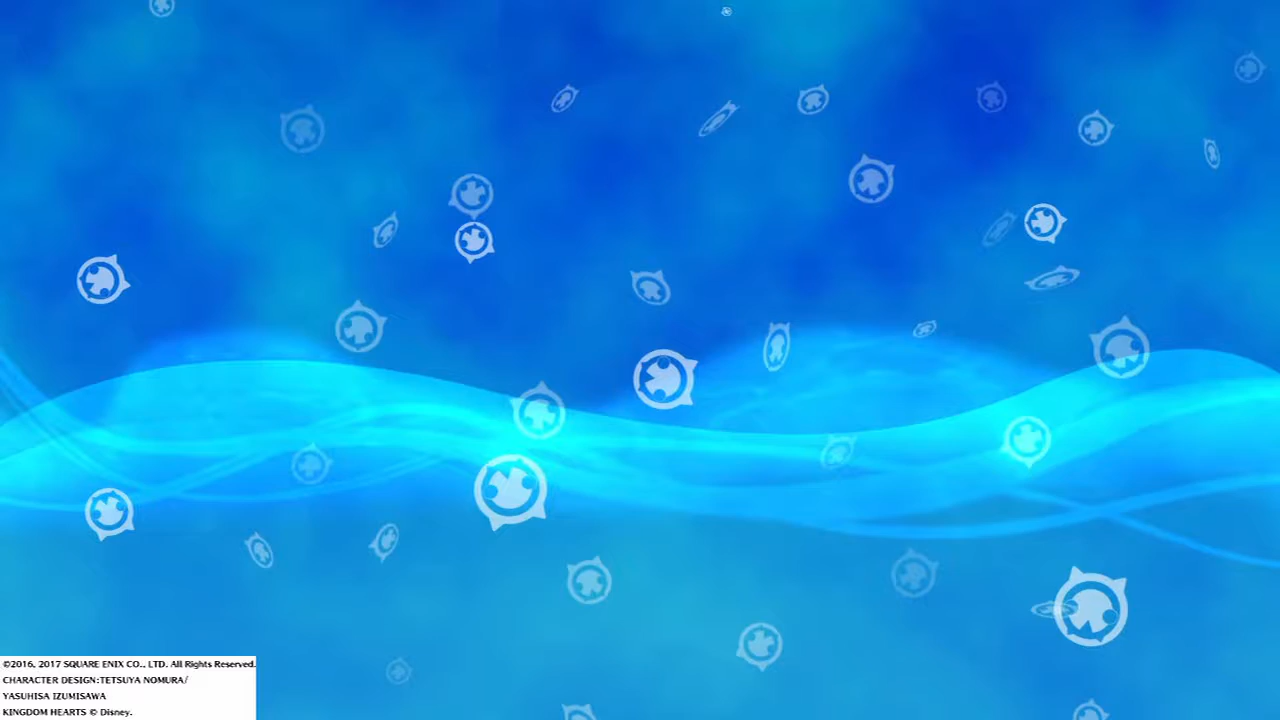 ©2016, 2017 SQUARE ENIX CO., LTD. All Rights Reserved.
CHARACTER DESIGN:TETSUYA NOMURA/
YASUHISA IZUMISAWA
KINGDOM HEARTS © Disney.